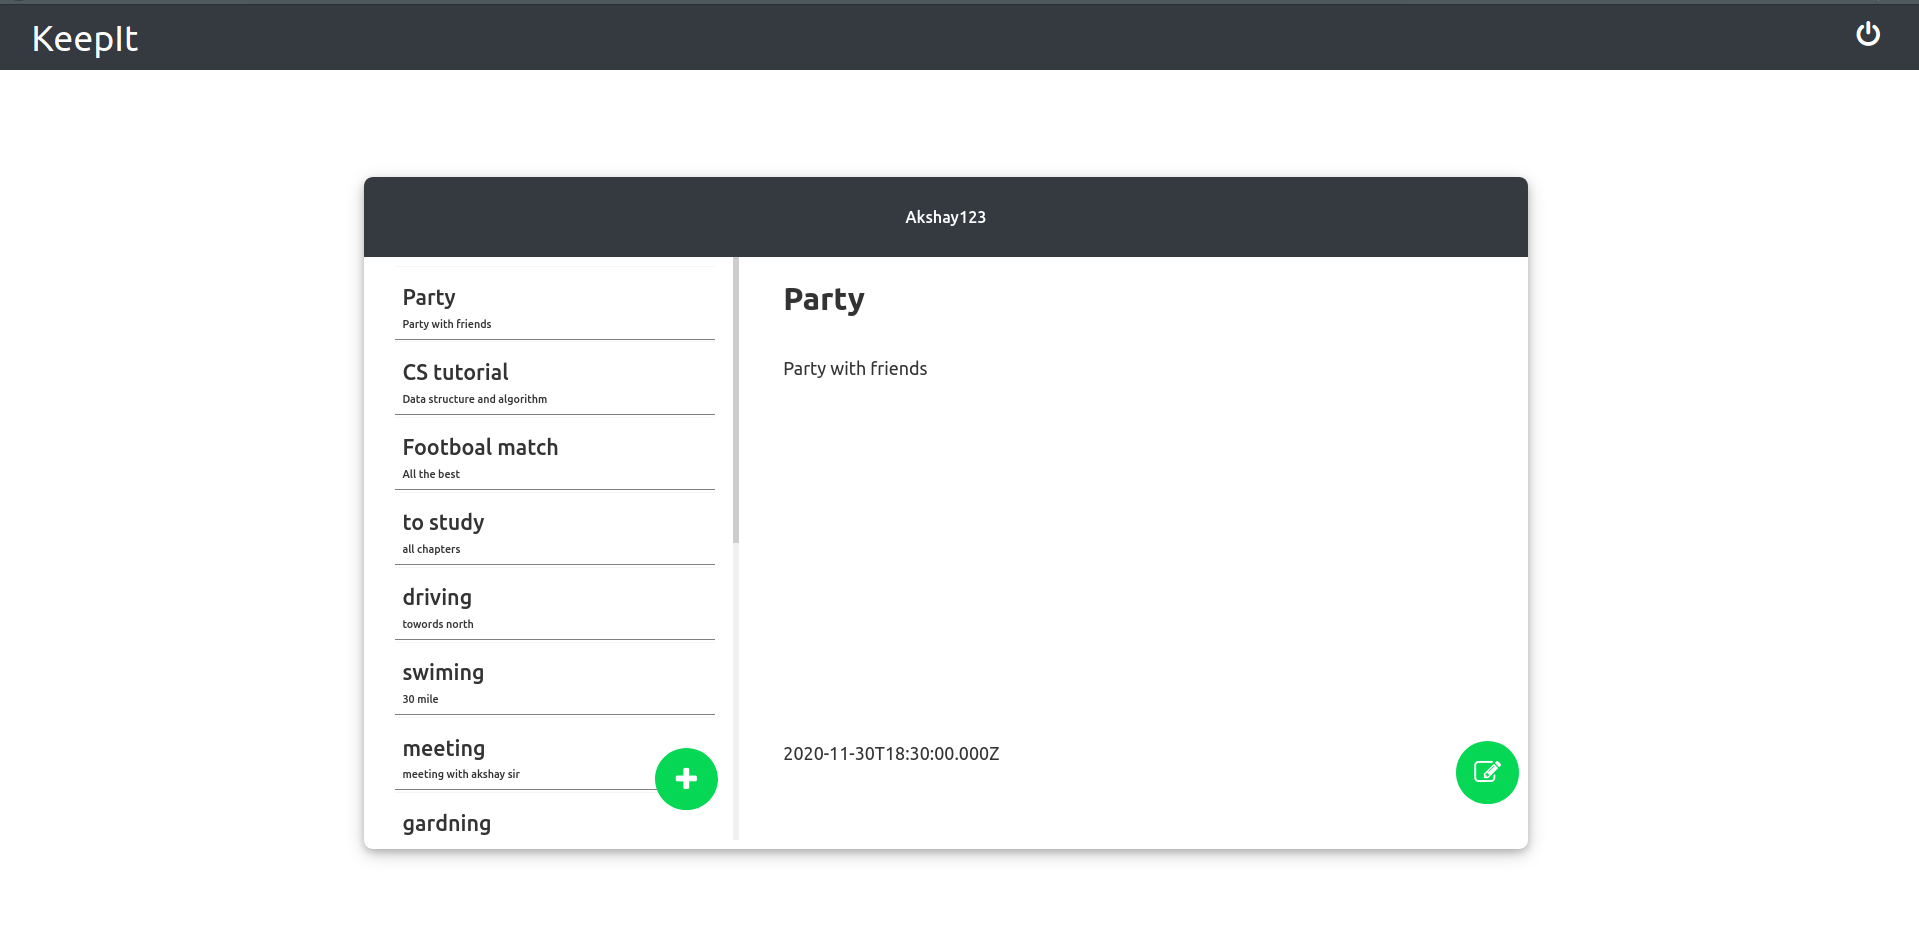 KeepIt
Akshay123
Party
Party with friends
CS tutorial
Data structure and algorithm
Footboal match
All the best
to study
all chapters
driving
towords north
swiming
30 mile
meeting
meeting with akshay sir
gardning
Party
Party with friends
2020-11-30T18:30:00.000Z